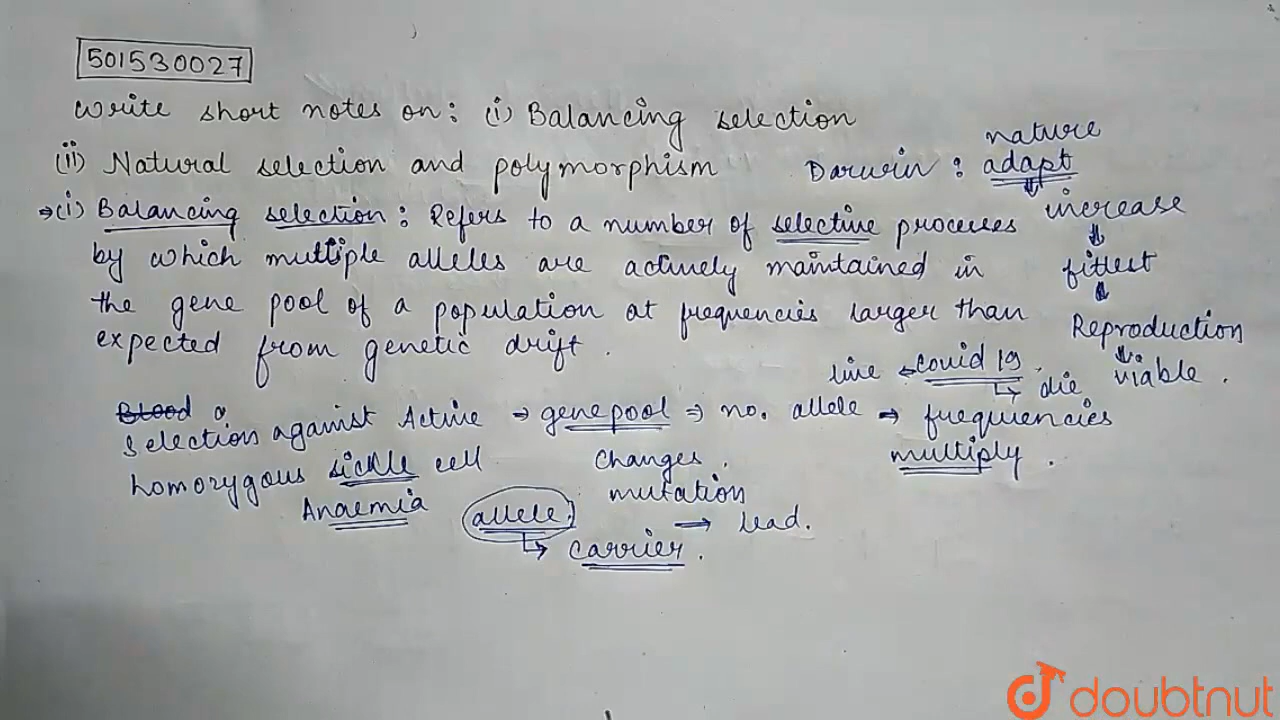 501530027
Write short notes on: (i) Balancing selection
(ii) Natural selection and polymorphism
Darwin : nature
adapt
increase
fittest
Reproduction
viable.
→(i) Balancing selection: Refers to a number of selective processes
by which multiple alleles are actively maintained in
the gene pool of a population at frequencies larger than
expected from genetic drift.
live ← covid 19.
↳ die
Blood
Selection against Active → gene pool → no. allele → frequencies
homozygous sickle cell
Anaemia
changes.
mutation
→ lead.
multiply.
allele.
↳ carrier.
doubtnut